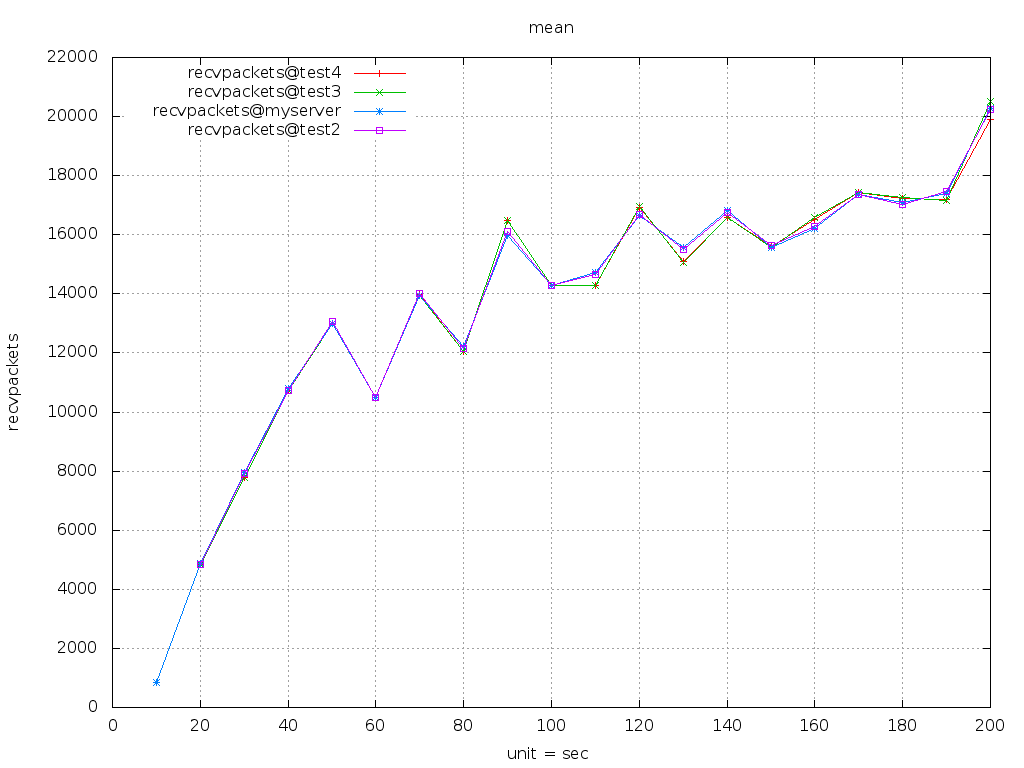 mean
22000
20000
18000
16000
14000
12000
10000
8000
6000
4000
2000
0
recvpackets
recvpackets@test4
recvpackets@test3
recvpackets@myserver
recvpackets@test2
0 20 40 60 80 100 120 140 160 180 200
unit = sec